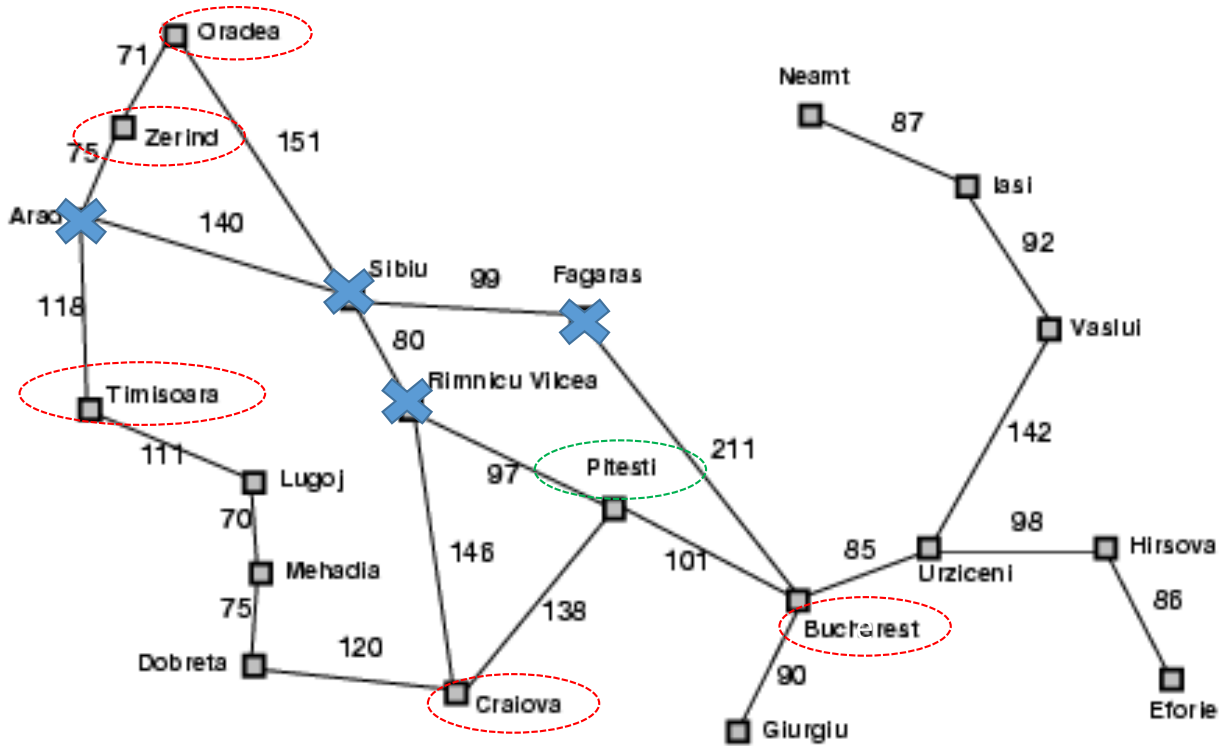 Oradea
71
Neamt
87
Zerind
75
151
Iasi
Arad
140
92
Sibiu
99
Fagaras
118
80
Vaslui
Rimnicu Vilcea
Timisoara
142
111
211
97
Pitesti
Lugoj
70
98
146
101
85
Hirsova
Urziceni
Mehadia
75
138
86
Bucharest
120
Dobreta
90
Craiova
Giurgiu
Eforie